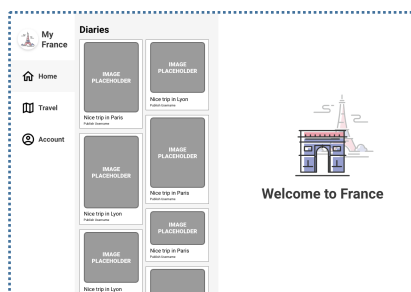 My
France
Home
Travel
Account
Diaries
IMAGE
PLACEHOLDER
Nice trip in Paris
Publish Username
IMAGE
PLACEHOLDER
Nice trip in Lyon
Publish Username
IMAGE
PLACEHOLDER
Nice trip in Lyon
IMAGE
PLACEHOLDER
Nice trip in Lyon
Publish Username
IMAGE
PLACEHOLDER
Nice trip in Paris
Publish Username
IMAGE
PLACEHOLDER
Nice trip in Paris
Publish Username
Welcome to France